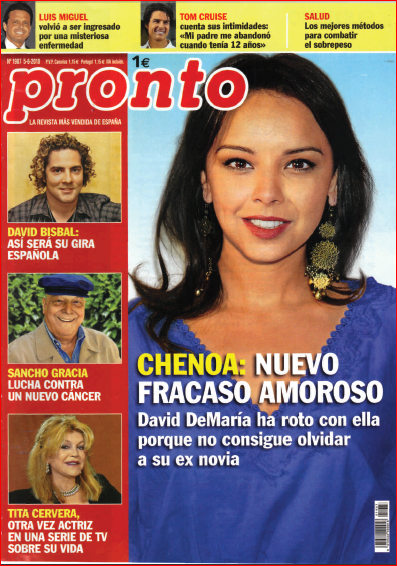 LUIS MIGUEL
volvió a ser ingresado
por una misteriosa
enfermedad
TOM CRUISE
cuenta sus intimidades:
«Mi padre me abandonó
cuando tenía 12 años»
SALUD
Los mejores métodos
para combatir
el sobrepeso
1€
pronto
LA REVISTA MÁS VENDIDA DE ESPAÑA
DAVID BISBAL:
ASÍ SERÁ SU GIRA
ESPAÑOLA
SANCHO GRACIA
LUCHA CONTRA
UN NUEVO CÁNCER
TITA CERVERA,
OTRA VEZ ACTRIZ
EN UNA SERIE DE TV
SOBRE SU VIDA
CHENOA: NUEVO
FRACASO AMOROSO
David DeMaría ha roto con ella
porque no consigue olvidar
a su ex novia